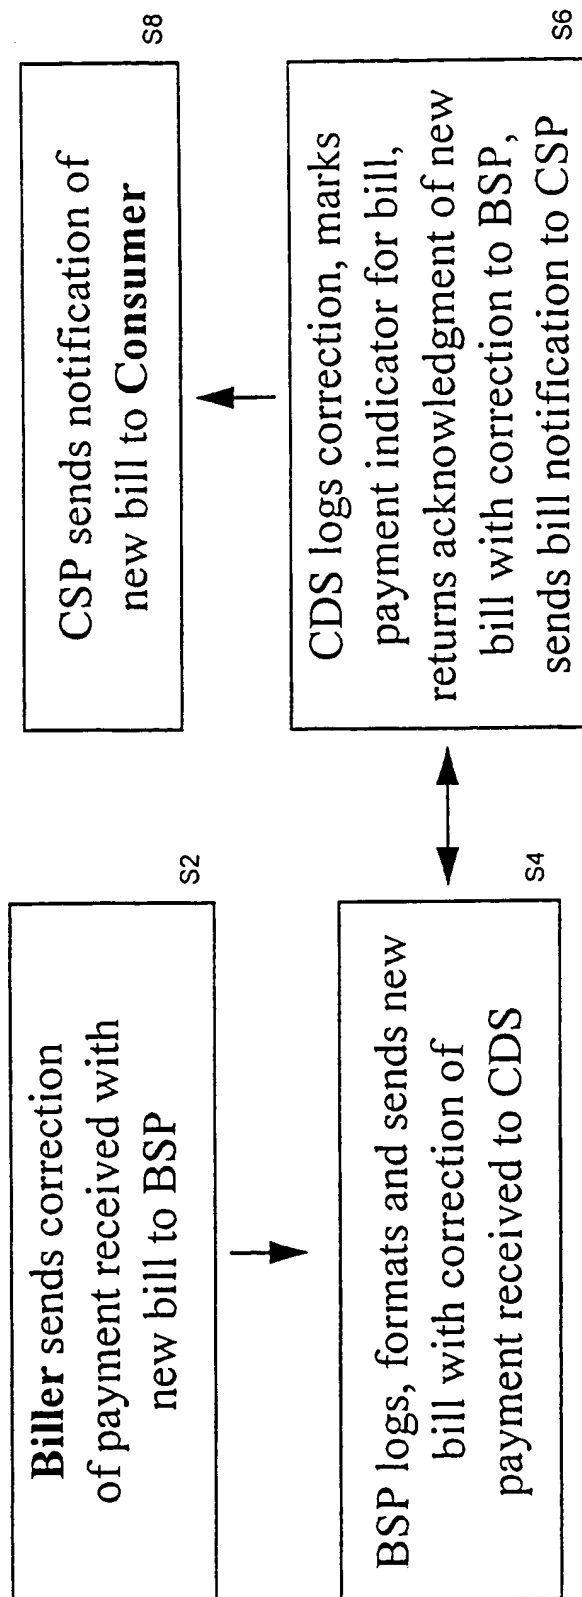 Biller sends correction
of payment received with
new bill to BSP
S2
BSP logs, formats and sends new
bill with correction of
payment received to CDS
S4
CDS logs correction, marks
payment indicator for bill,
returns acknowledgment of new
bill with correction to BSP,
sends bill notification to CSP
S6
CSP sends notification of
new bill to Consumer
S8